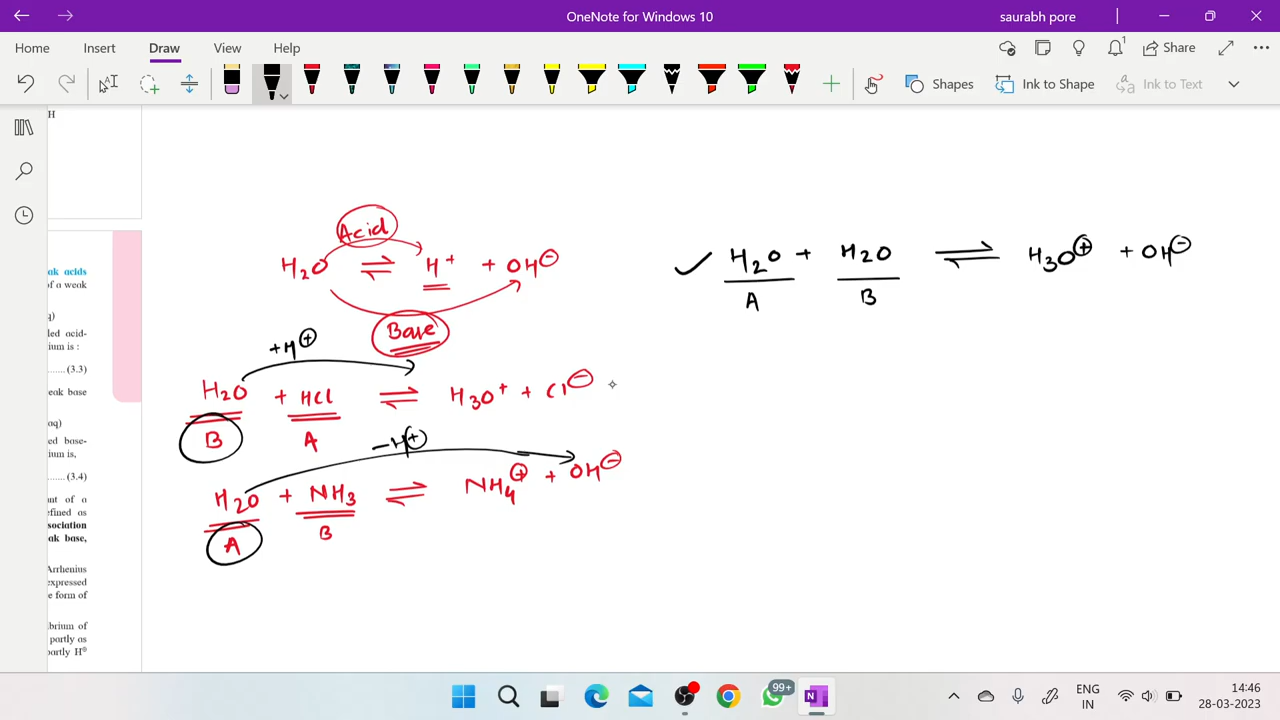 OneNote for Windows 10
saurabh pore
Home Insert Draw View Help
Share
Shapes
Ink to Shape
Ink to Text
H
eak acids
of a weak
q)
led acid-
ium is :
......(3.3)
eak base
aq)
ed base-
um is,
.... (3.4)
nt of a
efined as
sociation
ak base,
Arrhenius
expressed
e form of
brium of
partly as
partly H⊕
Acid
H₂O ⇌ H⁺ + OH⊖
Base
+H⊕
H₂O + HCl ⇌ H₃O⁺ + Cl⊖
B A
−H⊕
H₂O + NH₃ ⇌ NH₄⊕ + OH⊖
A B
✓ H₂O + H₂O ⇌ H₃O⊕ + OH⊖
A B
99+
ENG
IN
14:46
28-03-2023